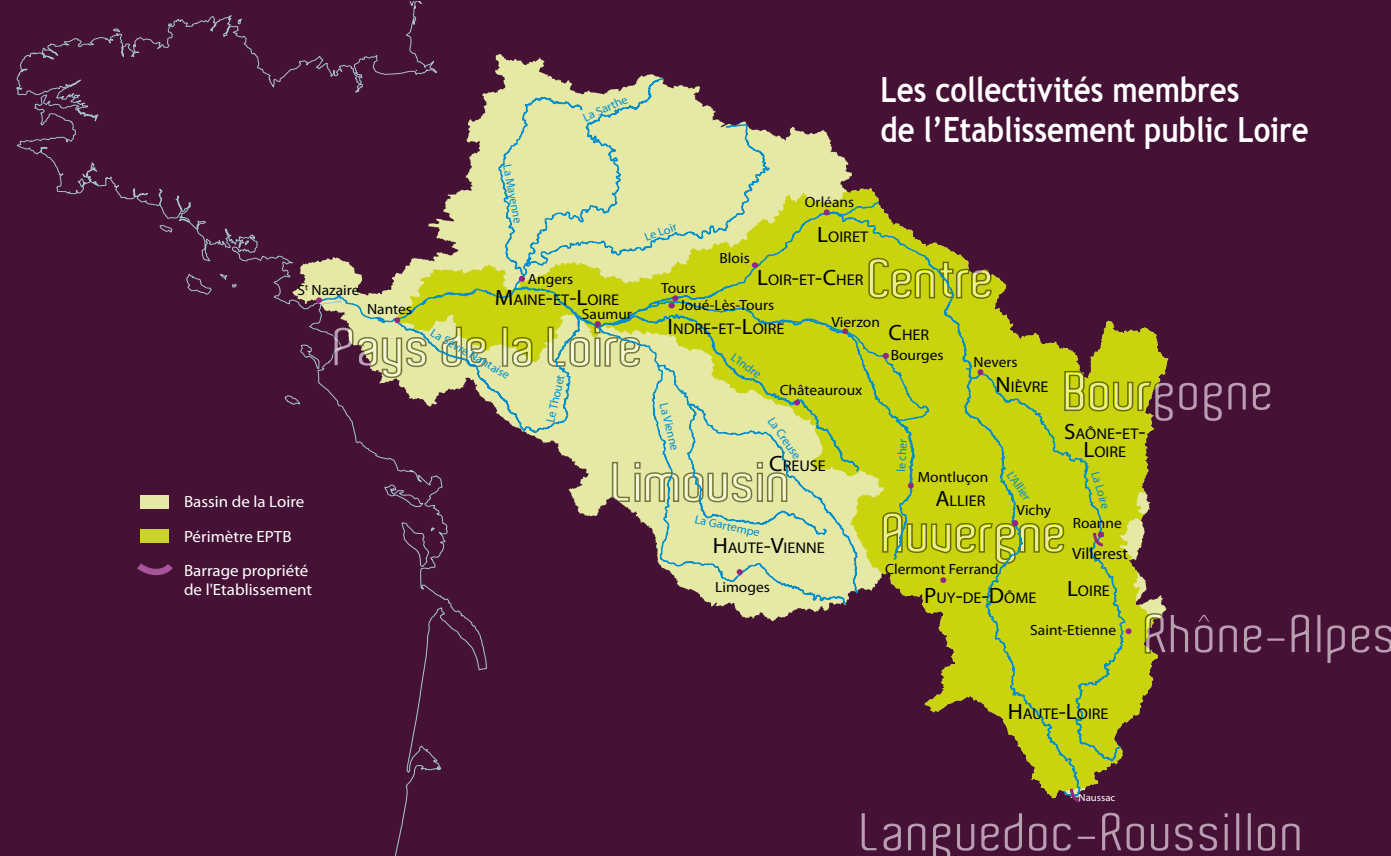 Les collectivités membres
de l'Etablissement public Loire
La Sarthe
La Mayenne
Le Loir
Orléans
LOIRET
Blois
LOIR-ET-CHER
Centre
Angers
MAINE-ET-LOIRE
Sᵗ Nazaire
Nantes
Tours
Joué-Lès-Tours
Saumur
INDRE-ET-LOIRE
Vierzon
CHER
Bourges
Pays de la Loire
La Sèvre Nantaise
Le Thouet
L'Indre
Nevers
NIÈVRE
Bourgogne
Châteauroux
La Vienne
La Creuse
CREUSE
SAÔNE-ET-
LOIRE
le cher
Limousin
Montluçon
ALLIER
L'Allier
La Loire
Vichy
Auvergne
La Gartempe
HAUTE-VIENNE
Limoges
Roanne
Villerest
Clermont Ferrand
PUY-DE-DÔME
LOIRE
Saint-Etienne
Rhône-Alpes
HAUTE-LOIRE
Naussac
Languedoc-Roussillon
Bassin de la Loire
Périmètre EPTB
Barrage propriété
de l'Etablissement